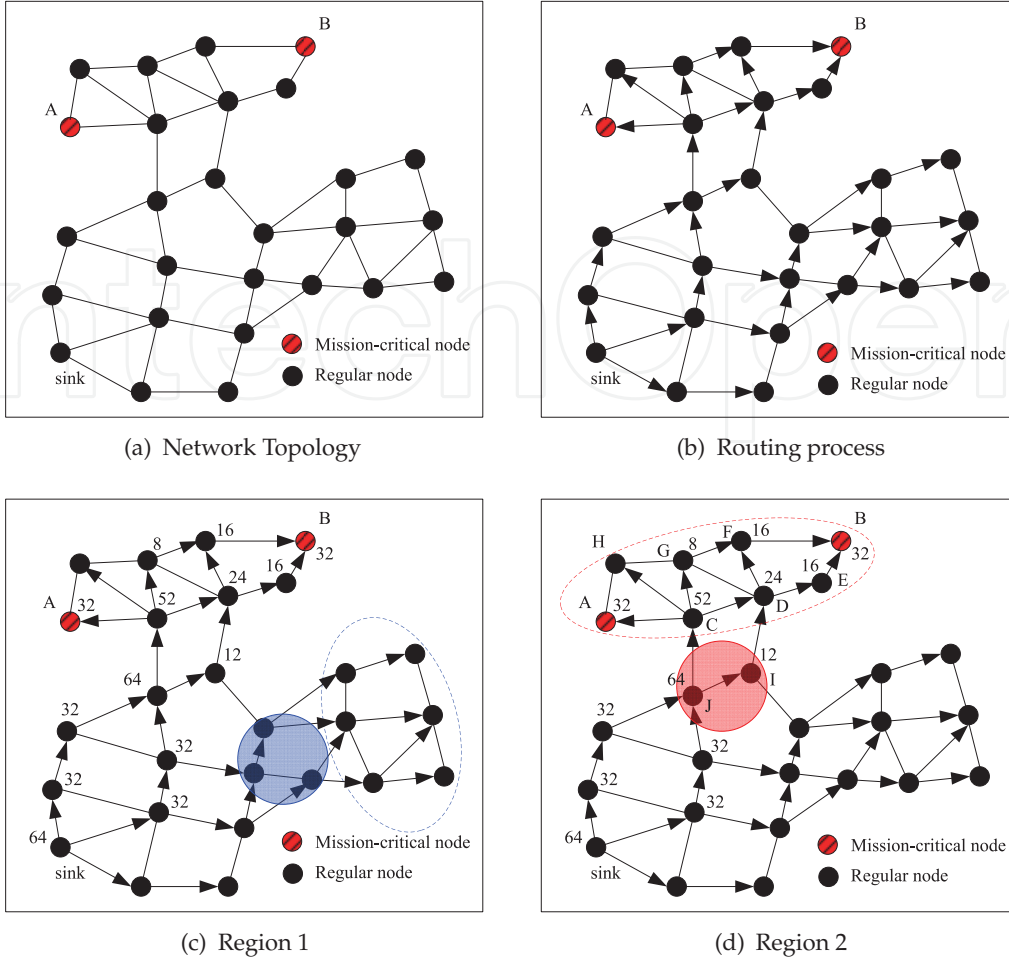 B
A
sink
Mission-critical node
Regular node
(a) Network Topology
B
A
sink
Mission-critical node
Regular node
(b) Routing process
B
16
8
32
16
24
A
32
52
12
64
32
32
32
32
64
sink
Mission-critical node
Regular node
(c) Region 1
B
16
F
H
G
8
32
16
E
24
A
32
52
D
C
12
64
I
J
32
32
32
32
64
sink
Mission-critical node
Regular node
(d) Region 2
intechOpen